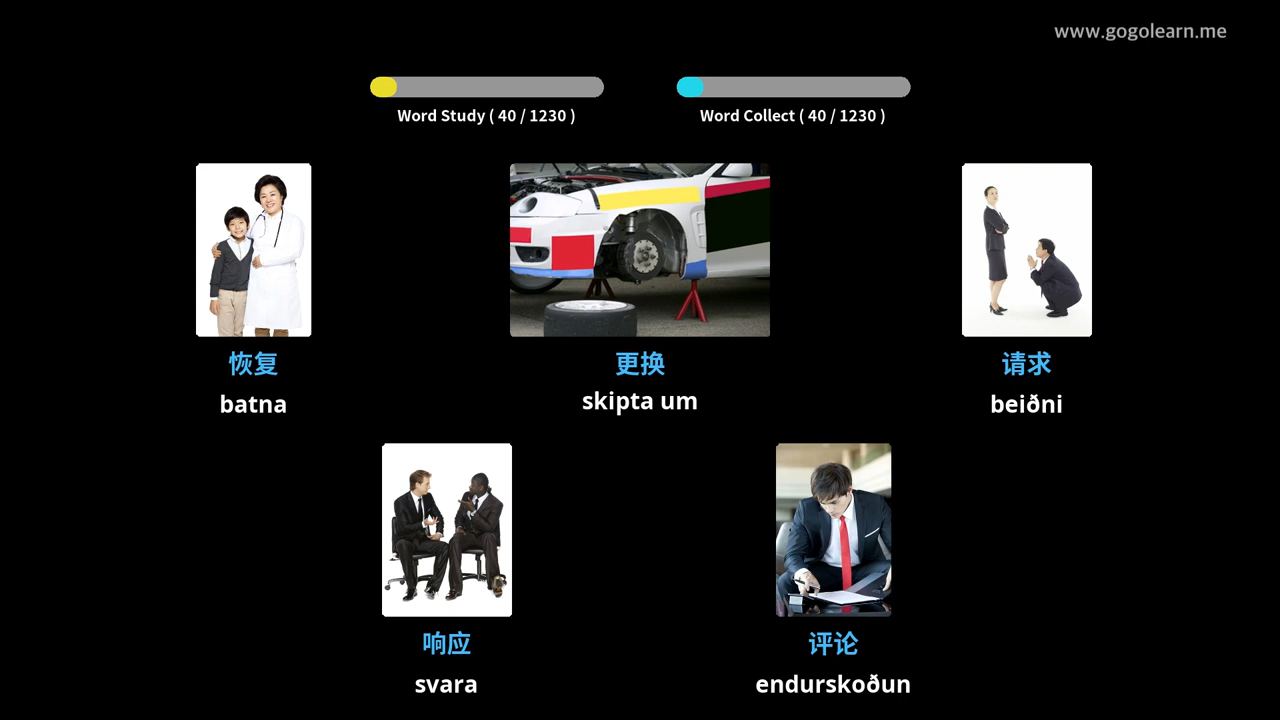 www.gogolearn.me
Word Study ( 40 / 1230 )
Word Collect ( 40 / 1230 )
恢复
batna
更换
skipta um
请求
beiðni
响应
svara
评论
endurskoðun